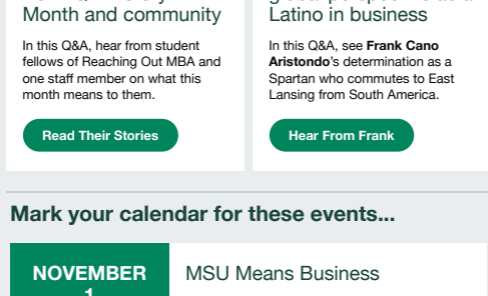 Month and community
Latino in business
In this Q&A, hear from student
fellows of Reaching Out MBA and
one staff member on what this
month means to them.
In this Q&A, see Frank Cano
Aristondo's determination as a
Spartan who commutes to East
Lansing from South America.
Read Their Stories
Hear From Frank
Mark your calendar for these events...
NOVEMBER
1
MSU Means Business